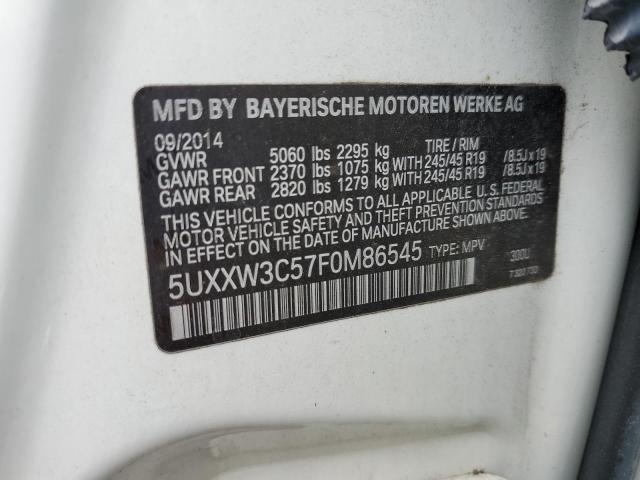 MFD BY BAYERISCHE MOTOREN WERKE AG
09/2014 TIRE / RIM
GVWR 5060 lbs 2295 kg
GAWR FRONT 2370 lbs 1075 kg WITH 245/45 R19 /8.5J x 19
GAWR REAR 2820 lbs 1279 kg WITH 245/45 R19 /8.5J x 19
THIS VEHICLE CONFORMS TO ALL APPLICABLE U.S. FEDERAL
MOTOR VEHICLE SAFETY AND THEFT PREVENTION STANDARDS
IN EFFECT ON THE DATE OF MANUFACTURE SHOWN ABOVE.
5UXXW3C57F0M86545 TYPE: MPV 300U